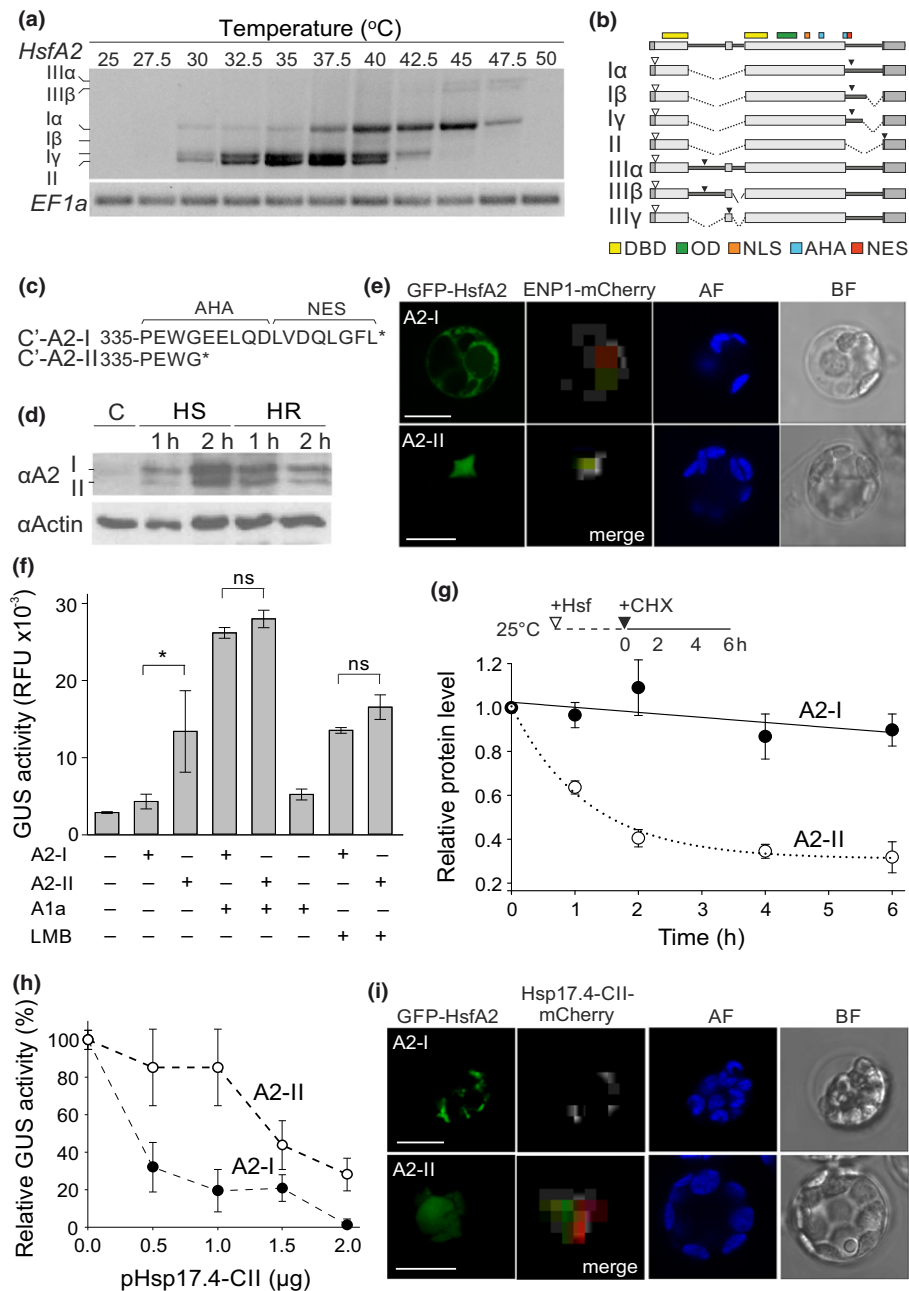 (a)
Temperature (°C)
HsfA2
25 27.5 30 32.5 35 37.5 40 42.5 45 47.5 50
IIIα
IIIβ
Iα
Iβ
Iγ
II
EF1a
(b)
Iα
Iβ
Iγ
II
IIIα
IIIβ
IIIγ
DBD OD NLS AHA NES
(c)
AHA NES
C'-A2-I 335-PEWGEELQDLVDQLGFL*
C'-A2-II 335-PEWG*
(d)
C HS HR
1 h 2 h 1 h 2 h
αA2
I
II
αActin
(e)
GFP-HsfA2 ENP1-mCherry AF BF
A2-I
A2-II
merge
(f)
GUS activity (RFU x10⁻³)
30
20
10
0
* ns ns
A2-I – + – + – – + –
A2-II – – + – + – – +
A1a – – – + + + – –
LMB – – – – – – + +
(g)
+Hsf +CHX
25°C
0 2 4 6 h
Relative protein level
1.2
1.0
0.8
0.6
0.4
0.2
A2-I
A2-II
0 1 2 3 4 5 6
Time (h)
(h)
Relative GUS activity (%)
100
80
60
40
20
0
A2-II
A2-I
0.0 0.5 1.0 1.5 2.0
pHsp17.4-CII (µg)
(i)
GFP-HsfA2 Hsp17.4-CII-mCherry AF BF
A2-I
A2-II
merge